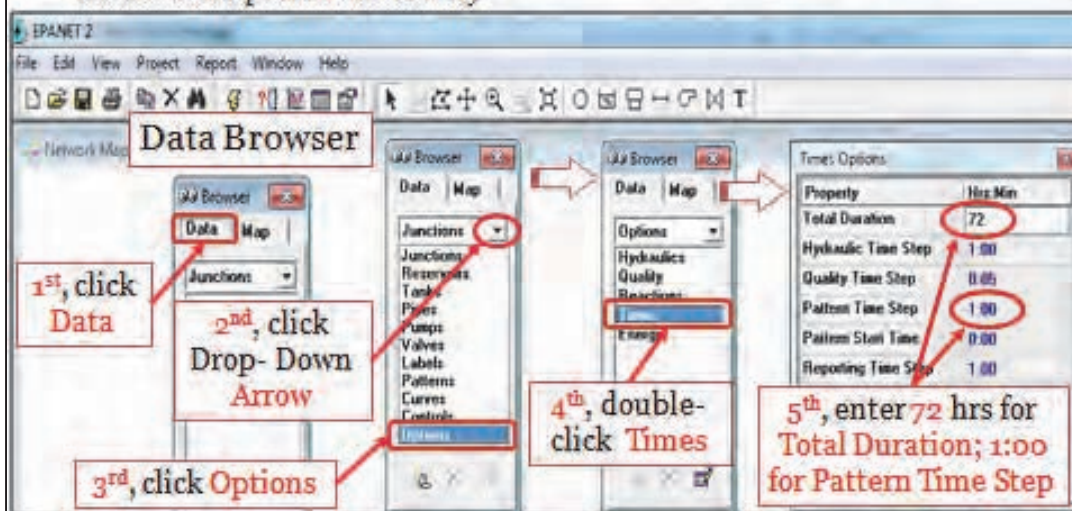 EPANET 2
File Edit View Project Report Window Help
T
Network Map
Data Browser
Browser
Data Map
Junctions
1st, click
Data
2nd, click
Drop- Down
Arrow
3rd, click Options
Browser
Data Map
Junctions
Junctions
Reservoirs
Tanks
Pipes
Pumps
Valves
Labels
Patterns
Curves
Controls
Options
Browser
Data Map
Options
Hydraulics
Quality
Reactions
Times
Energy
4th, double-
click Times
Times Options
Property Hrs:Min
Total Duration 72
Hydraulic Time Step 1:00
Quality Time Step 0:05
Pattern Time Step 1:00
Pattern Start Time 0:00
Reporting Time Step 1:00
5th, enter 72 hrs for
Total Duration; 1:00
for Pattern Time Step